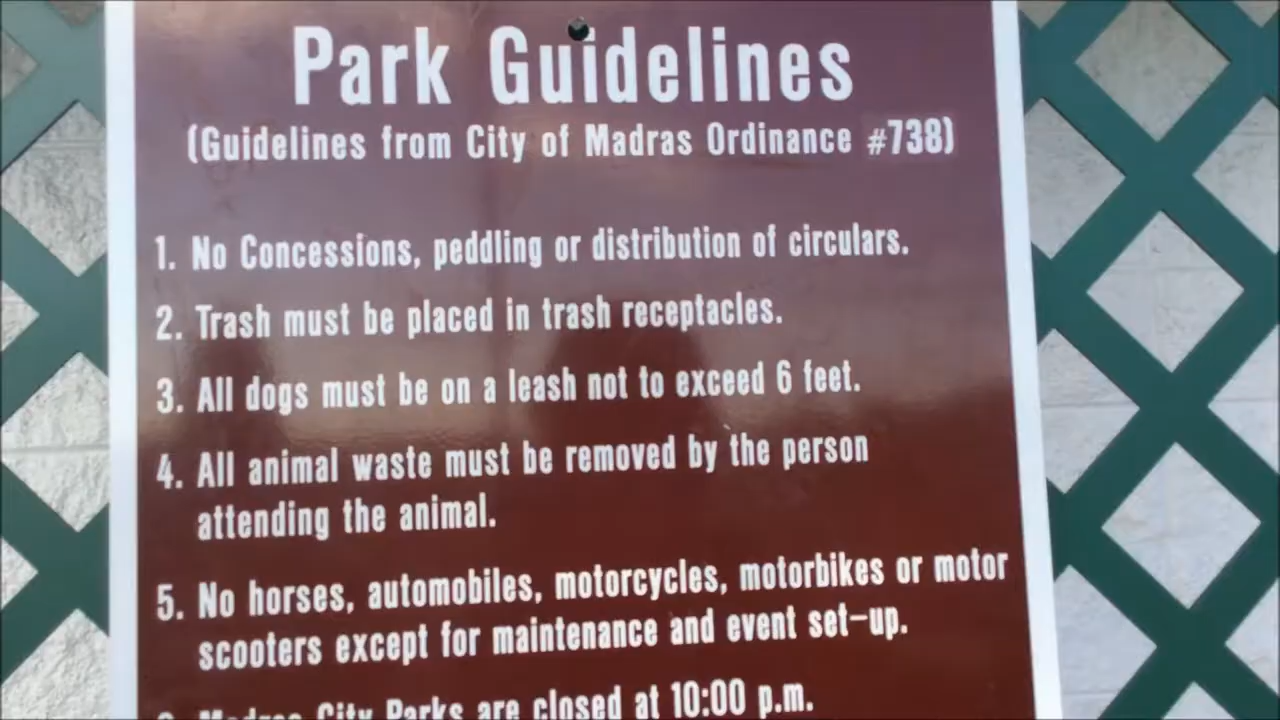 Park Guidelines
(Guidelines from City of Madras Ordinance #738)
1. No Concessions, peddling or distribution of circulars.
2. Trash must be placed in trash receptacles.
3. All dogs must be on a leash not to exceed 6 feet.
4. All animal waste must be removed by the person
attending the animal.
5. No horses, automobiles, motorcycles, motorbikes or motor
scooters except for maintenance and event set-up.
Madras City Parks are closed at 10:00 p.m.